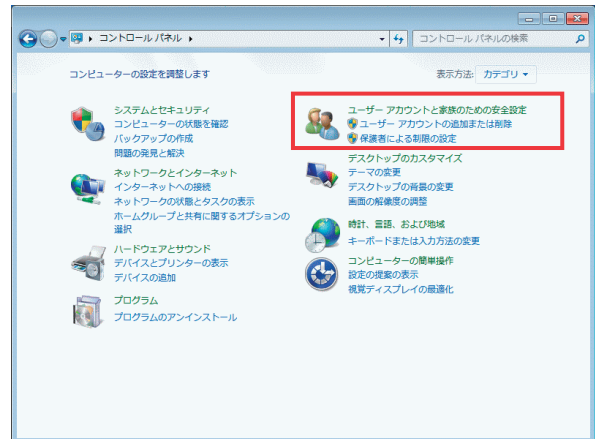 コントロール パネル
コントロール パネルの検索
コンピューターの設定を調整します
表示方法: カテゴリ
システムとセキュリティ
コンピューターの状態を確認
バックアップの作成
問題の発見と解決
ネットワークとインターネット
インターネットへの接続
ネットワークの状態とタスクの表示
ホームグループと共有に関するオプションの
選択
ハードウェアとサウンド
デバイスとプリンターの表示
デバイスの追加
プログラム
プログラムのアンインストール
ユーザー アカウントと家族のための安全設定
ユーザー アカウントの追加または削除
保護者による制限の設定
デスクトップのカスタマイズ
テーマの変更
デスクトップの背景の変更
画面の解像度の調整
時計、言語、および地域
キーボードまたは入力方法の変更
コンピューターの簡単操作
設定の提案の表示
視覚ディスプレイの最適化